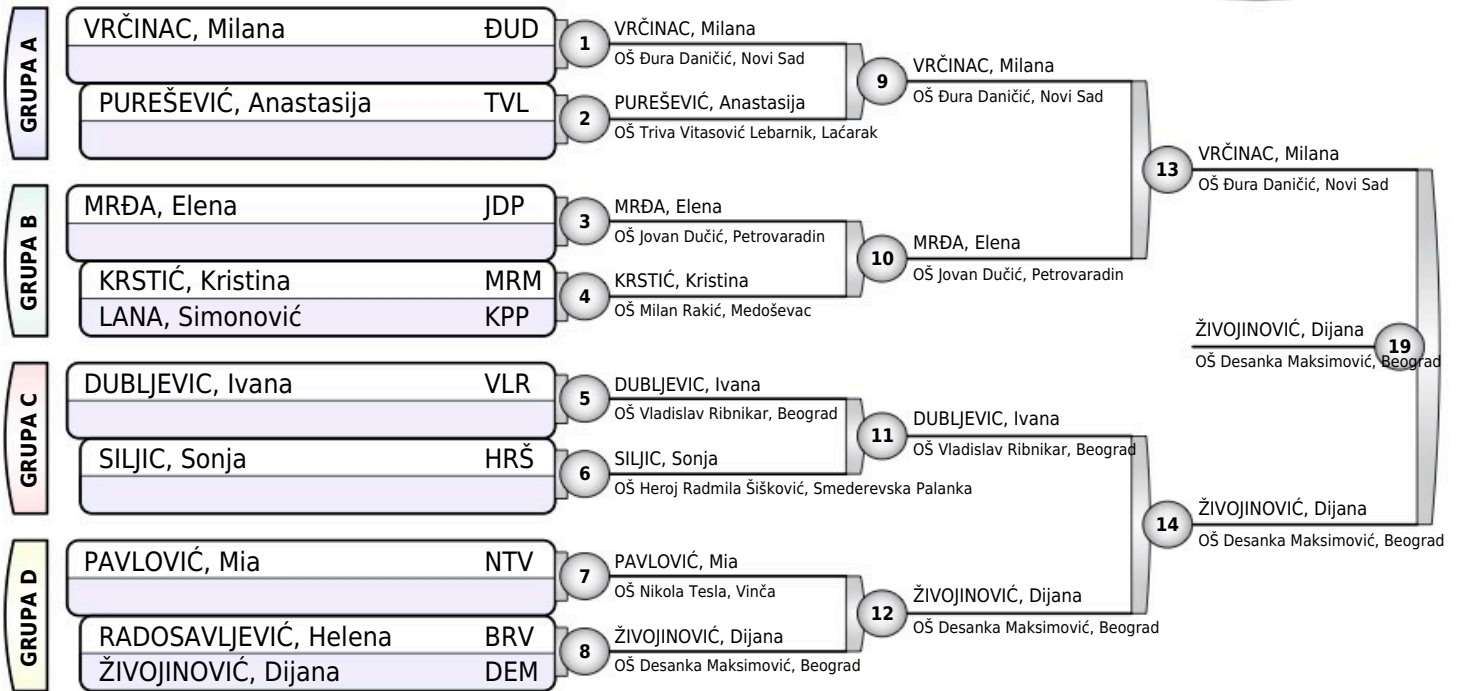 GRUPA A
VRČINAC, Milana ĐUD
PUREŠEVIĆ, Anastasija TVL
GRUPA B
MRĐA, Elena JDP
KRSTIĆ, Kristina MRM
LANA, Simonović KPP
GRUPA C
DUBLJEVIC, Ivana VLR
SILJIC, Sonja HRŠ
GRUPA D
PAVLOVIĆ, Mia NTV
RADOSAVLJEVIĆ, Helena BRV
ŽIVOJINOVIĆ, Dijana DEM
1
VRČINAC, Milana
OŠ Đura Daničić, Novi Sad
2
PUREŠEVIĆ, Anastasija
OŠ Triva Vitasović Lebarnik, Laćarak
3
MRĐA, Elena
OŠ Jovan Dučić, Petrovaradin
4
KRSTIĆ, Kristina
OŠ Milan Rakić, Medoševac
5
DUBLJEVIC, Ivana
OŠ Vladislav Ribnikar, Beograd
6
SILJIC, Sonja
OŠ Heroj Radmila Šišković, Smederevska Palanka
7
PAVLOVIĆ, Mia
OŠ Nikola Tesla, Vinča
8
ŽIVOJINOVIĆ, Dijana
OŠ Desanka Maksimović, Beograd
9
VRČINAC, Milana
OŠ Đura Daničić, Novi Sad
10
MRĐA, Elena
OŠ Jovan Dučić, Petrovaradin
11
DUBLJEVIC, Ivana
OŠ Vladislav Ribnikar, Beograd
12
ŽIVOJINOVIĆ, Dijana
OŠ Desanka Maksimović, Beograd
13
VRČINAC, Milana
OŠ Đura Daničić, Novi Sad
14
ŽIVOJINOVIĆ, Dijana
OŠ Desanka Maksimović, Beograd
ŽIVOJINOVIĆ, Dijana
19
OŠ Desanka Maksimović, Beograd